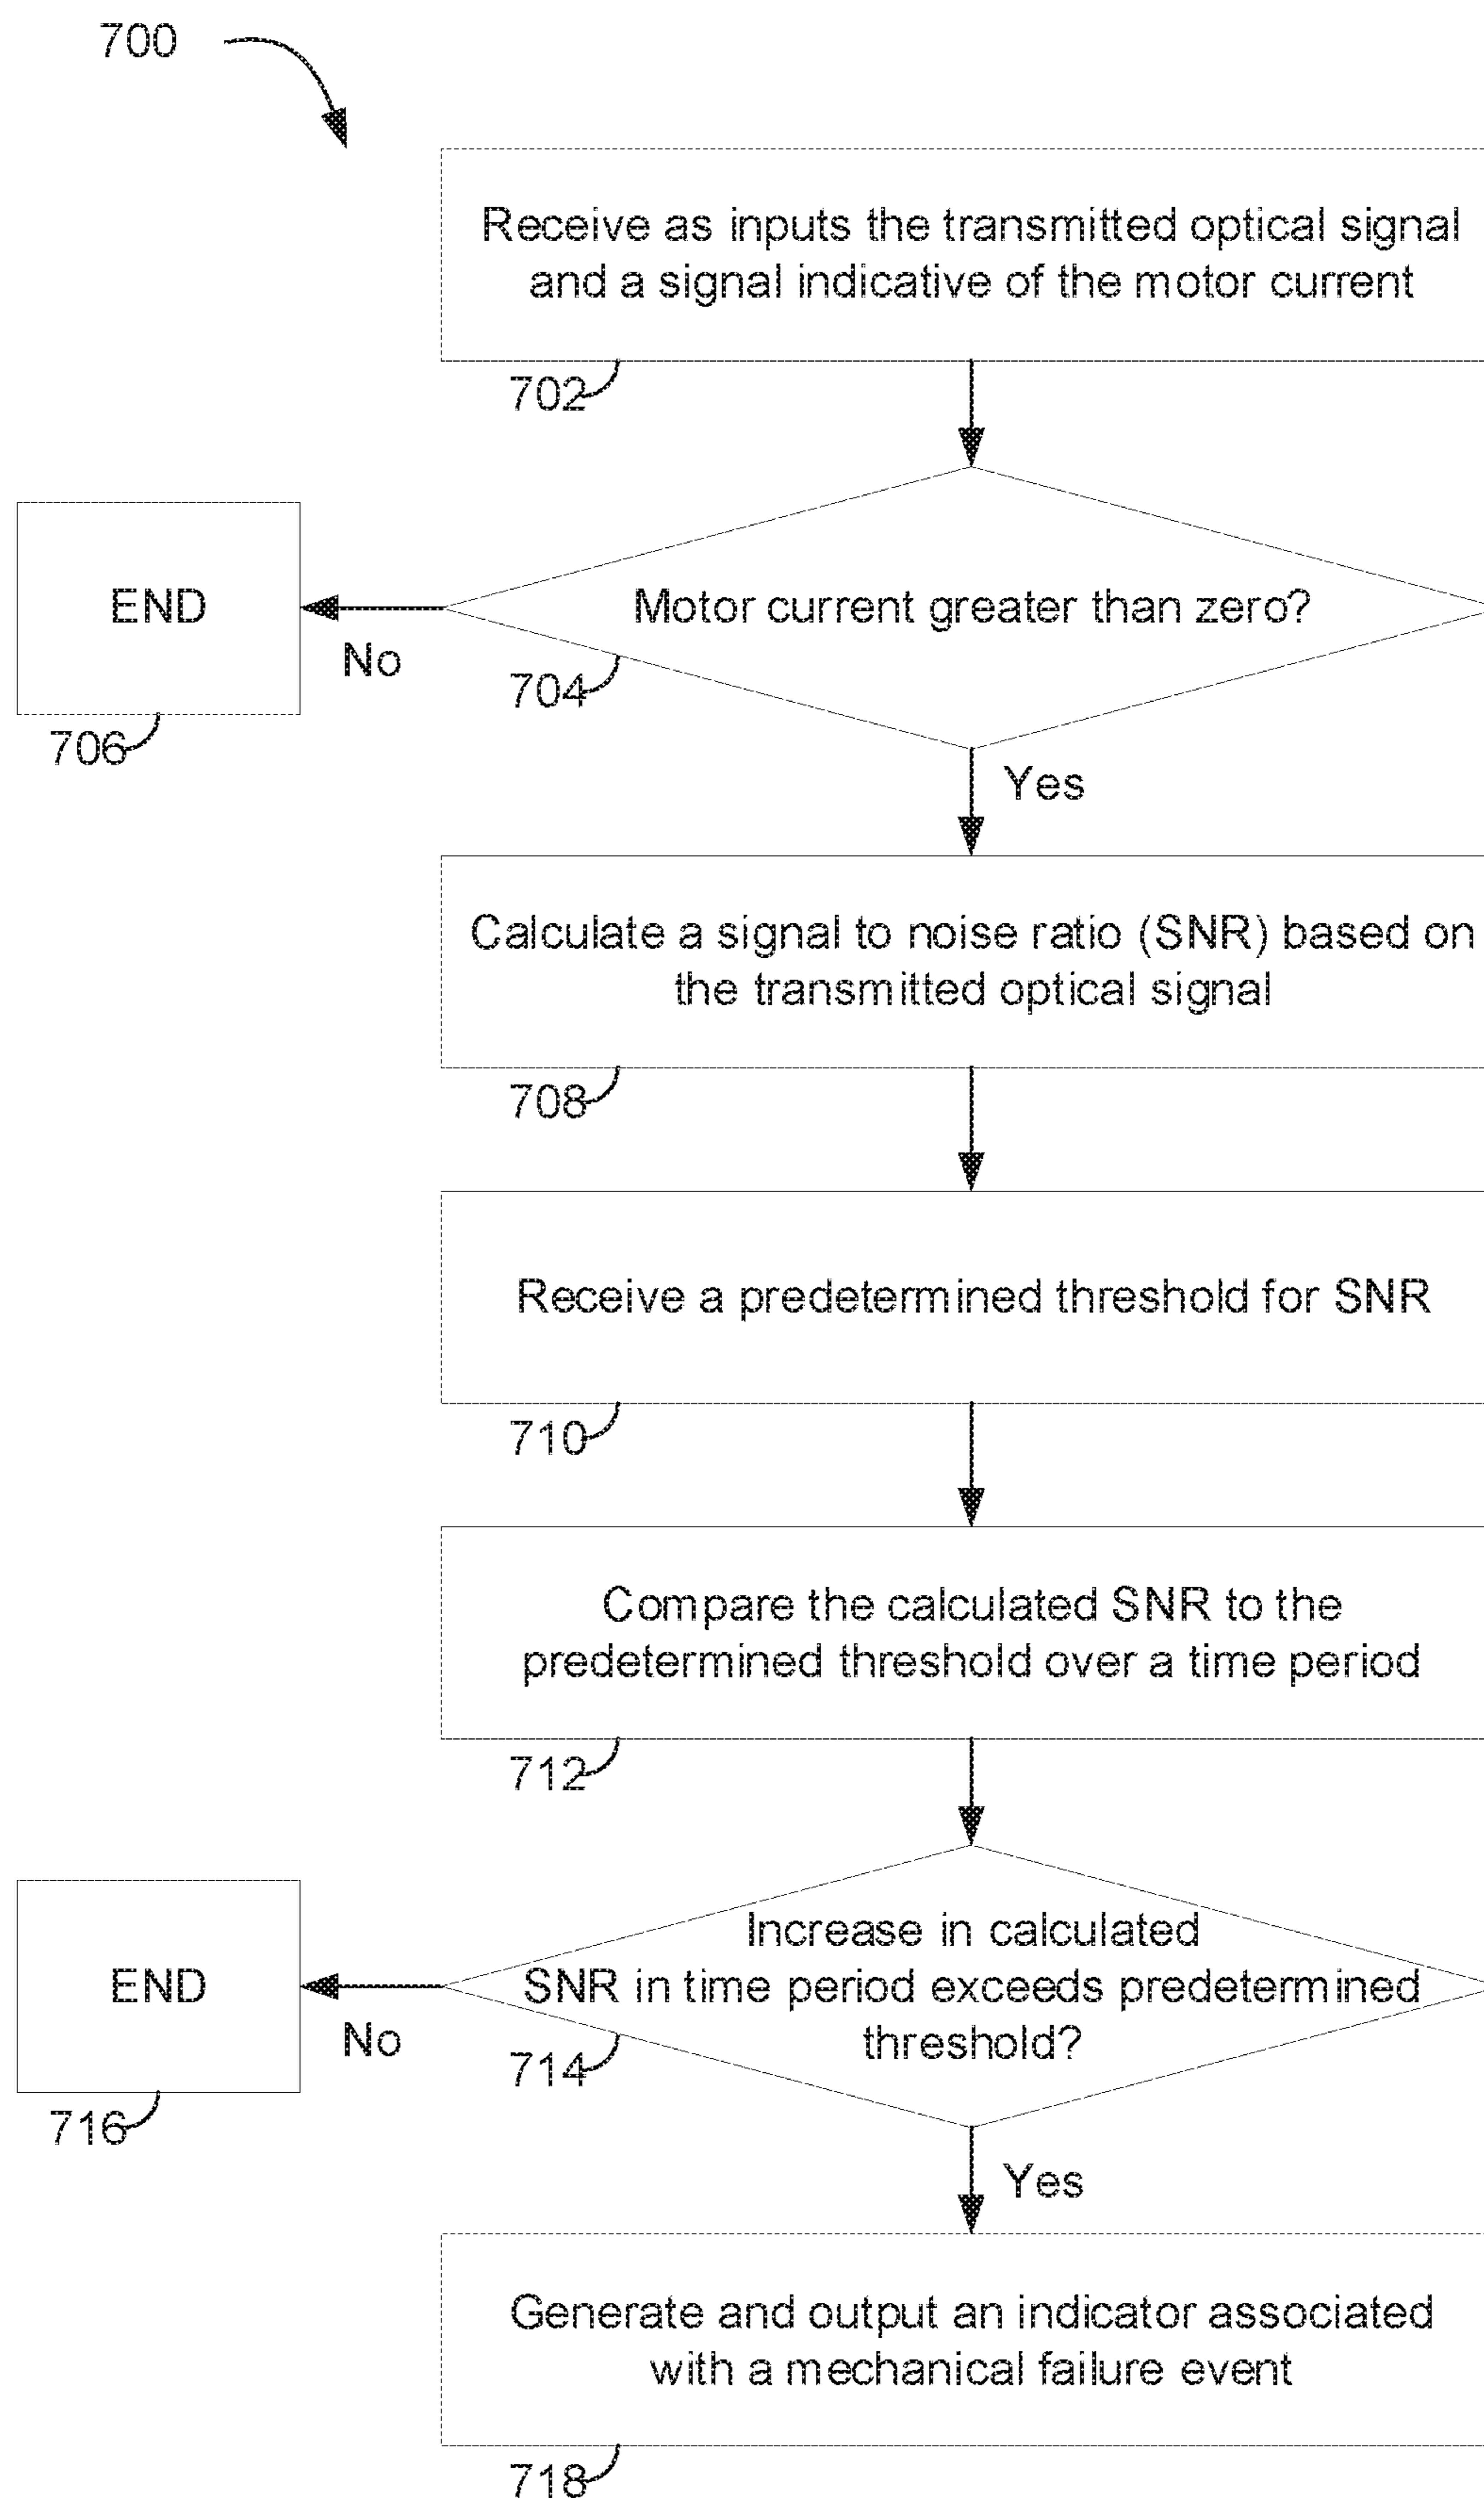 700
Receive as inputs the transmitted optical signal
and a signal indicative of the motor current
702
Motor current greater than zero?
END
No
704
706
Yes
Calculate a signal to noise ratio (SNR) based on
the transmitted optical signal
708
Receive a predetermined threshold for SNR
710
Compare the calculated SNR to the
predetermined threshold over a time period
712
Increase in calculated
SNR in time period exceeds predetermined
threshold?
END
No
714
716
Yes
Generate and output an indicator associated
with a mechanical failure event
718